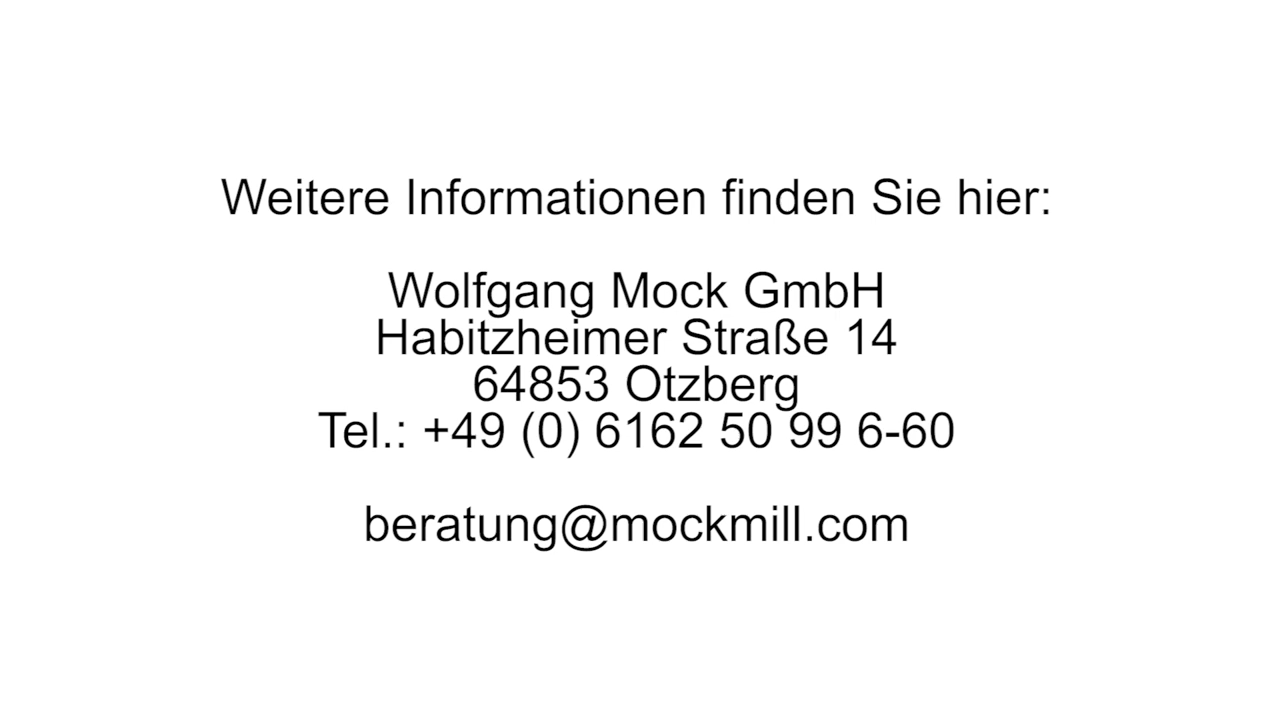 Weitere Informationen finden Sie hier:
Wolfgang Mock GmbH
Habitzheimer Straße 14
64853 Otzberg
Tel.: +49 (0) 6162 50 99 6-60
beratung@mockmill.com